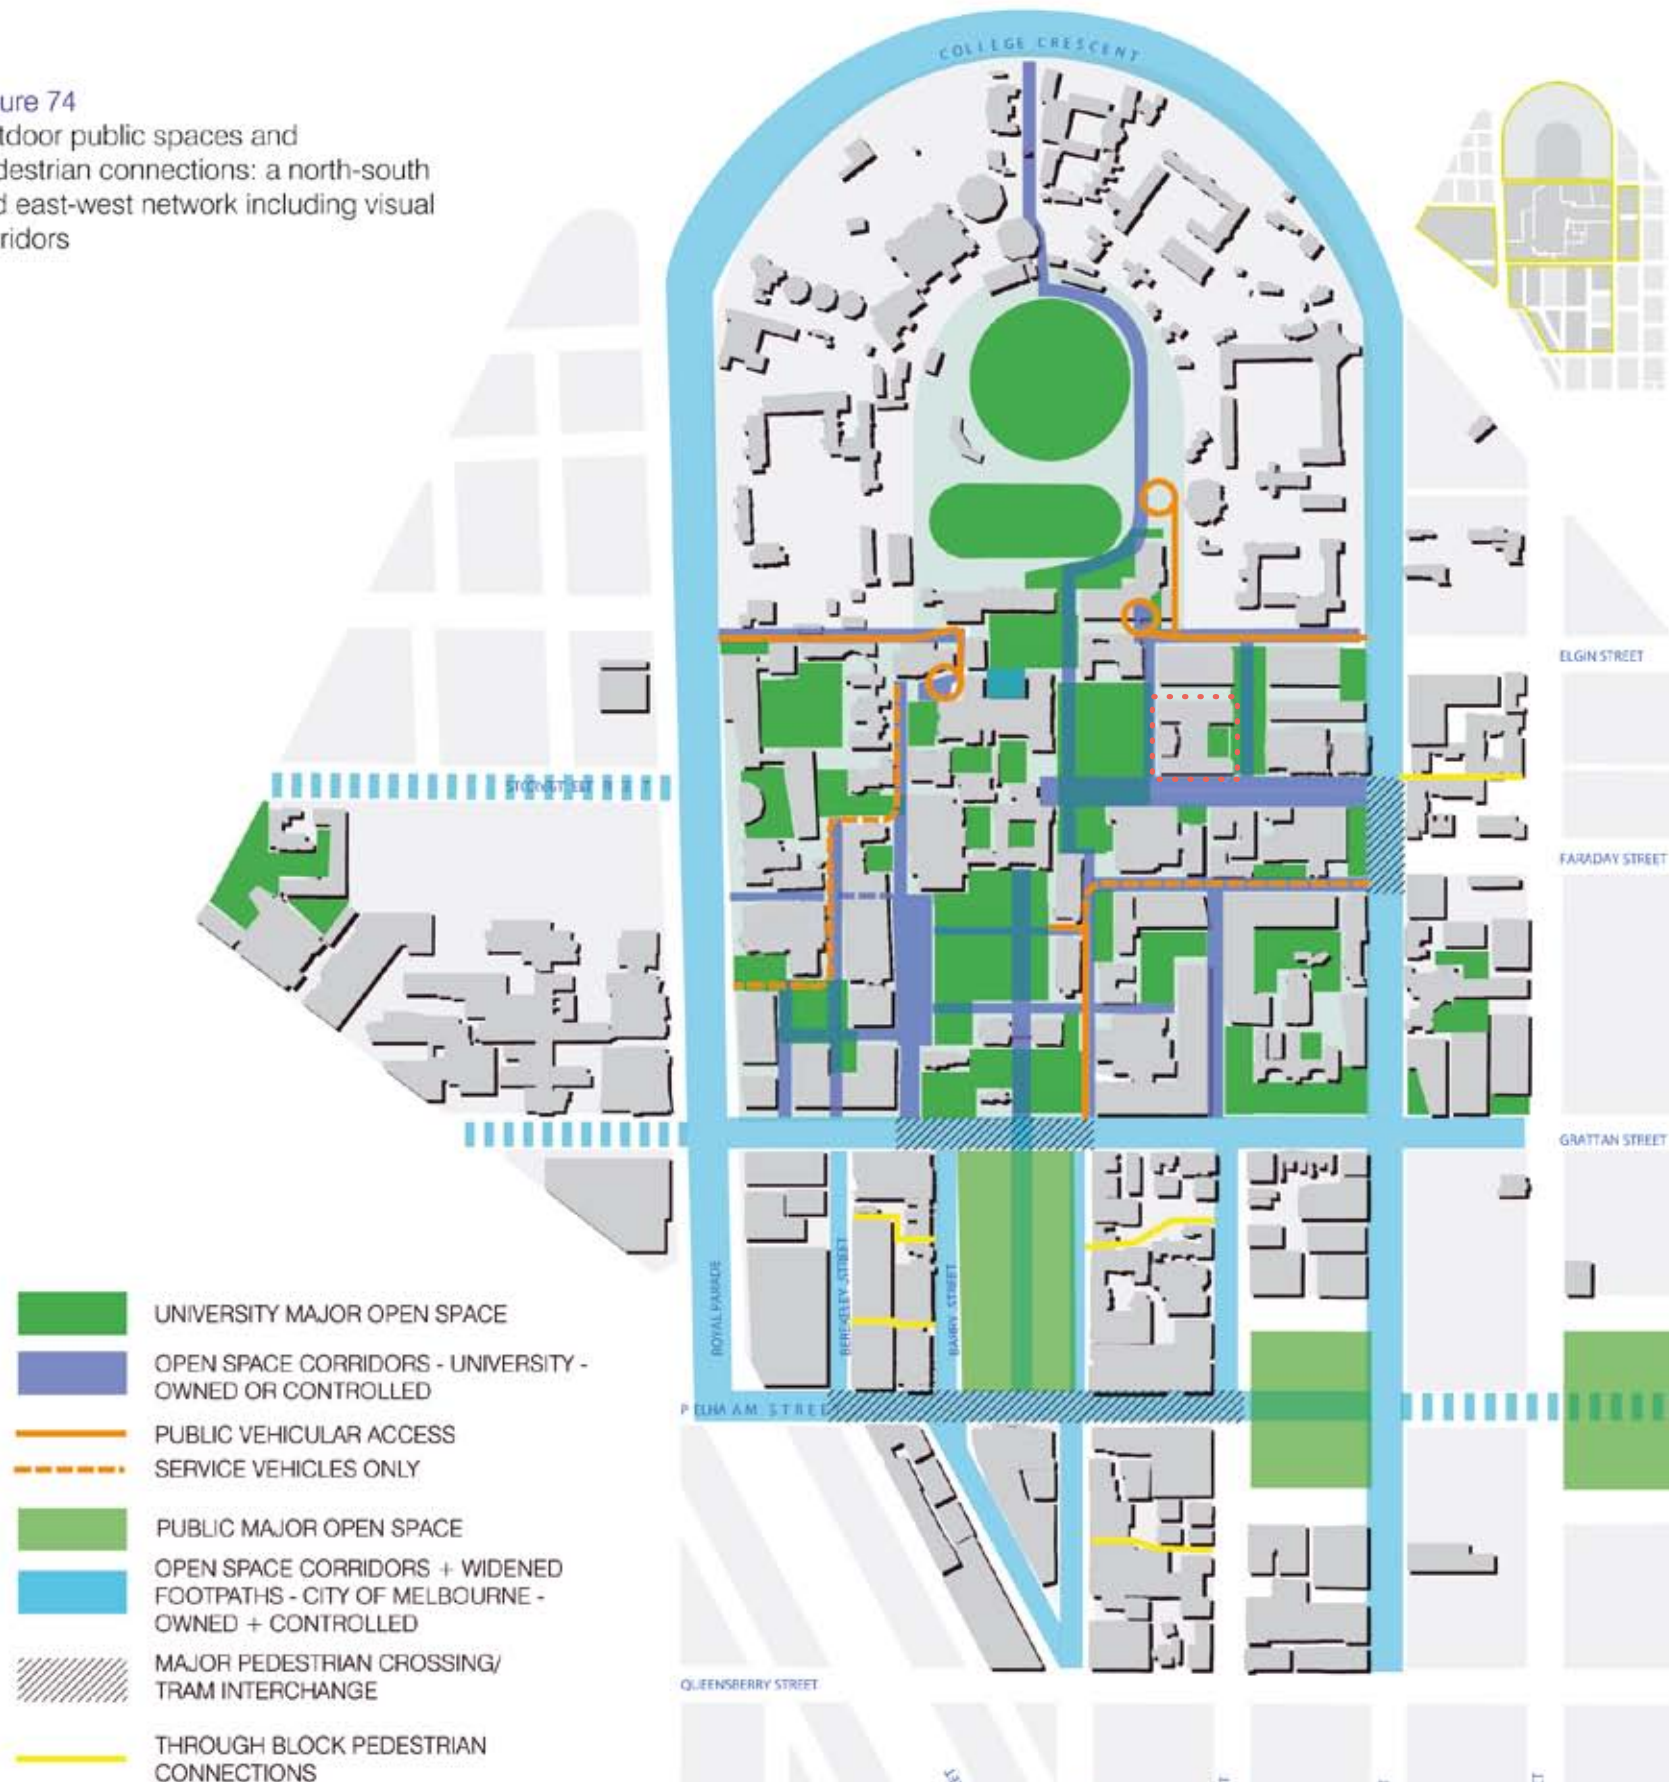 ure 74
tdoor public spaces and
destrian connections: a north-south
d east-west network including visual
ridors
COLLEGE CRESCENT
ELGIN STREET
FARADAY STREET
GRATTAN STREET
ROYAL PARADE
BERKELEY STREET
BARRY STREET
PELHAAM STREET
QUEENSBERRY STREET
UNIVERSITY MAJOR OPEN SPACE
OPEN SPACE CORRIDORS - UNIVERSITY -
OWNED OR CONTROLLED
PUBLIC VEHICULAR ACCESS
SERVICE VEHICLES ONLY
PUBLIC MAJOR OPEN SPACE
OPEN SPACE CORRIDORS + WIDENED
FOOTPATHS - CITY OF MELBOURNE -
OWNED + CONTROLLED
MAJOR PEDESTRIAN CROSSING/
TRAM INTERCHANGE
THROUGH BLOCK PEDESTRIAN
CONNECTIONS